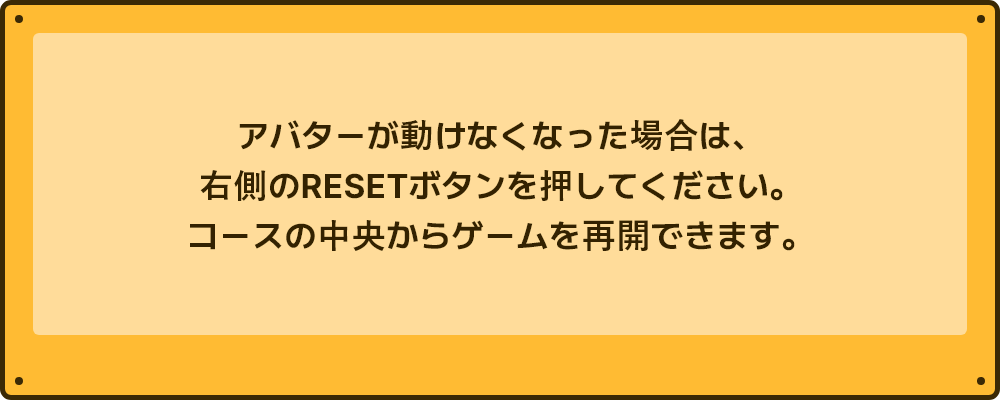 アバターが動けなくなった場合は、
右側のRESETボタンを押してください。
コースの中央からゲームを再開できます。